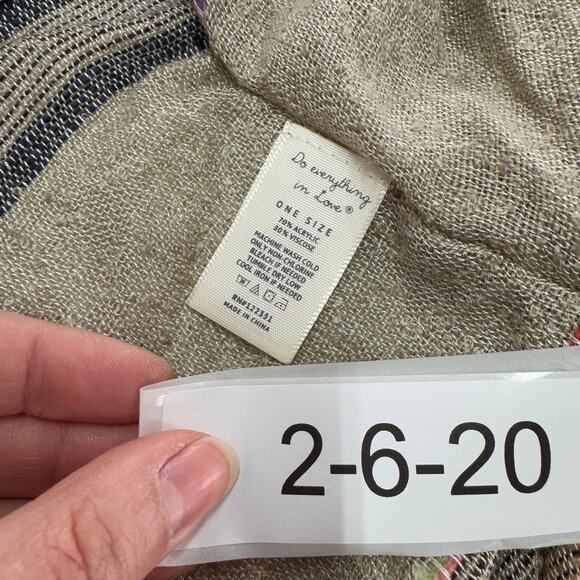 Do everything
in Love®
ONE SIZE
70% ACRYLIC
30% VISCOSE
MACHINE WASH COLD
ONLY NON-CHLORINE
BLEACH IF NEEDED
TUMBLE DRY LOW
COOL IRON IF NEEDED
RN#122351
MADE IN CHINA
2-6-20